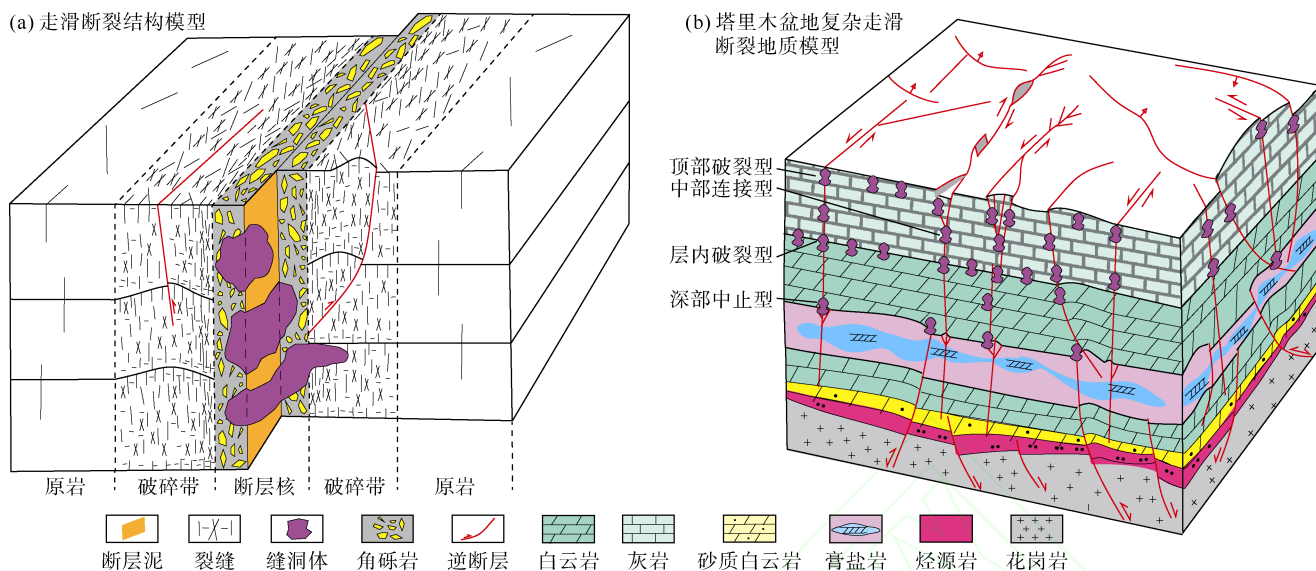 (a) 走滑断裂结构模型
(b) 塔里木盆地复杂走滑
断裂地质模型
顶部破裂型
中部连接型
层内破裂型
深部中止型
原岩
破碎带
断层核
破碎带
原岩
断层泥
裂缝
缝洞体
角砾岩
逆断层
白云岩
灰岩
砂质白云岩
膏盐岩
烃源岩
花岗岩